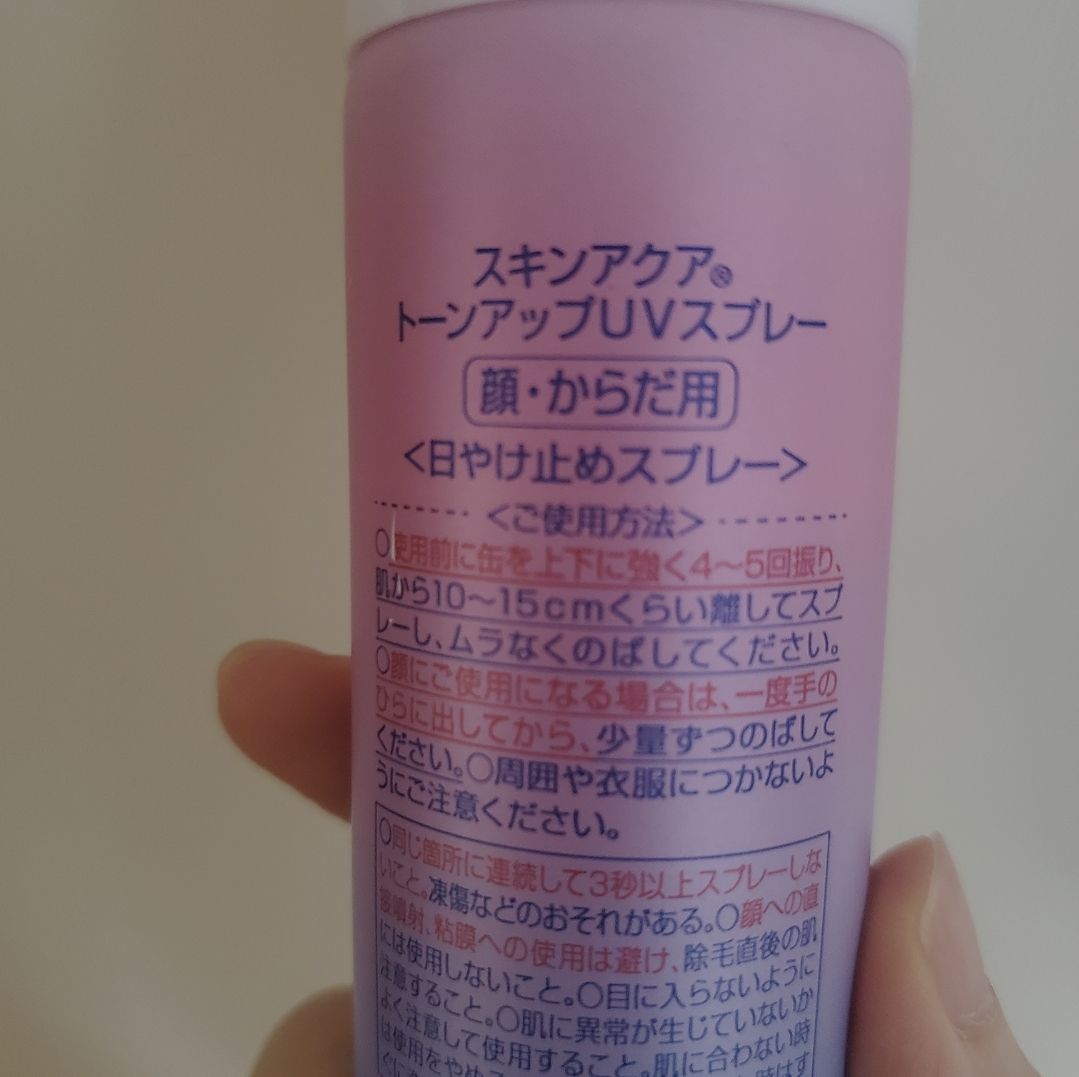 スキンアクア®
トーンアップUVスプレー
顔・からだ用
<日やけ止めスプレー>
<ご使用方法>
○使用前に缶を上下に強く4～5回振り、
肌から10～15cmくらい離してスプ
レーし、ムラなくのばしてください。
○顔にご使用になる場合は、一度手の
ひらに出してから、少量ずつのばして
ください。○周囲や衣服につかないよ
うにご注意ください。
○同じ箇所に連続して3秒以上スプレーしな
いこと。凍傷などのおそれがある。○顔への直
接噴射、粘膜への使用は避け、除毛直後の肌
には使用しないこと。○目に入らないように
注意すること。○肌に異常が生じていないか
よく注意して使用すること。肌に合わない時
は使用をやめ
時はす